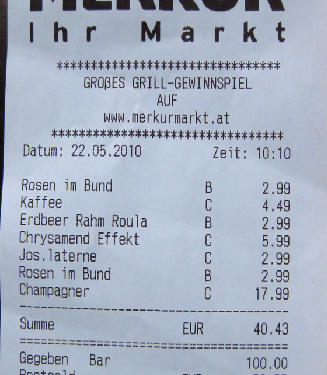 MERKUR
Ihr Markt
********************************
GROßES GRILL-GEWINNSPIEL
AUF
www.merkurmarkt.at
*********************************
Datum: 22.05.2010 Zeit: 10:10
Rosen im Bund B 2.99
Kaffee C 4.49
Erdbeer Rahm Roula B 2.99
Chrysamend Effekt C 5.99
Jos.laterne C 2.99
Rosen im Bund B 2.99
Champagner C 17.99
----------------------------------------
Summe EUR 40.43
----------------------------------------
Gegeben Bar 100.00